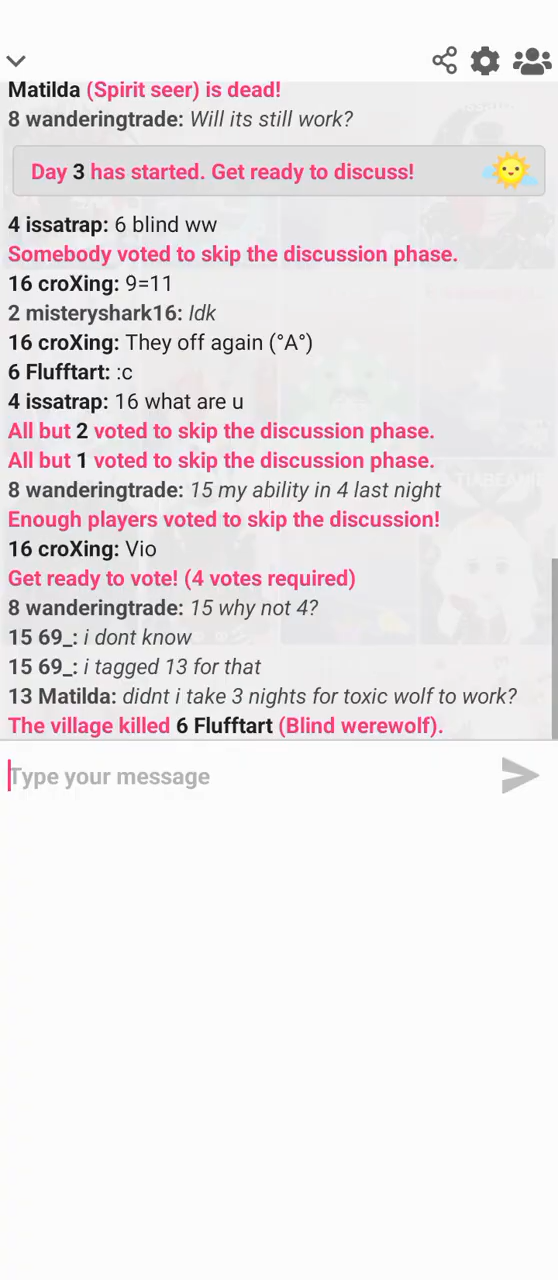 Matilda (Spirit seer) is dead!
8 wanderingtrade: Will its still work?
Day 3 has started. Get ready to discuss!
4 issatrap: 6 blind ww
Somebody voted to skip the discussion phase.
16 croXing: 9=11
2 misteryshark16: Idk
16 croXing: They off again (°A°)
6 Flufftart: :c
4 issatrap: 16 what are u
All but 2 voted to skip the discussion phase.
All but 1 voted to skip the discussion phase.
8 wanderingtrade: 15 my ability in 4 last night
Enough players voted to skip the discussion!
16 croXing: Vio
Get ready to vote! (4 votes required)
8 wanderingtrade: 15 why not 4?
15 69_: i dont know
15 69_: i tagged 13 for that
13 Matilda: didnt i take 3 nights for toxic wolf to work?
The village killed 6 Flufftart (Blind werewolf).
Type your message